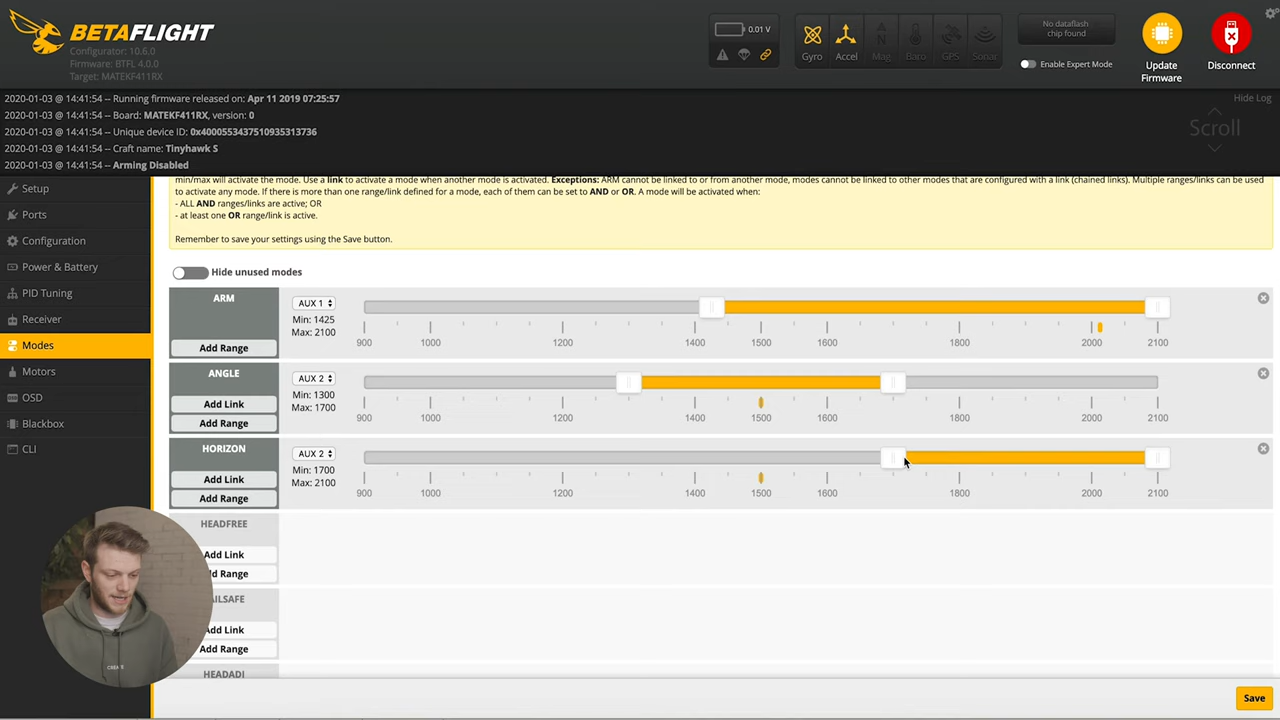 BETAFLIGHT
Configurator: 10.6.0
Firmware: BTFL 4.0.0
Target: MATEKF411RX
0.01 V
Gyro
Accel
Mag
Baro
GPS
Sonar
No dataflash
chip found
Enable Expert Mode
Update
Firmware
Disconnect
2020-01-03 @ 14:41:54 -- Running firmware released on: Apr 11 2019 07:25:57
Hide Log
2020-01-03 @ 14:41:54 -- Board: MATEKF411RX, version: 0
Scroll
2020-01-03 @ 14:41:54 -- Unique device ID: 0x4000553437510935313736
2020-01-03 @ 14:41:54 -- Craft name: Tinyhawk S
2020-01-03 @ 14:41:54 -- Arming Disabled
Setup
Ports
Configuration
Power & Battery
PID Tuning
Receiver
Modes
Motors
OSD
Blackbox
CLI
min/max will activate the mode. Use a link to activate a mode when another mode is activated. Exceptions: ARM cannot be linked to or from another mode, modes cannot be linked to other modes that are configured with a link (chained links). Multiple ranges/links can be used
to activate any mode. If there is more than one range/link defined for a mode, each of them can be set to AND or OR. A mode will be activated when:
- ALL AND ranges/links are active; OR
- at least one OR range/link is active.
Remember to save your settings using the Save button.
Hide unused modes
ARM
AUX 1
Min: 1425
Max: 2100
Add Range
900 1000 1200 1400 1500 1600 1800 2000 2100
ANGLE
AUX 2
Min: 1300
Max: 1700
Add Link
Add Range
900 1000 1200 1400 1500 1600 1800 2000 2100
HORIZON
AUX 2
Min: 1700
Max: 2100
Add Link
Add Range
900 1000 1200 1400 1500 1600 1800 2000 2100
HEADFREE
Add Link
Add Range
AILSAFE
Add Link
Add Range
HEADADJ
Save